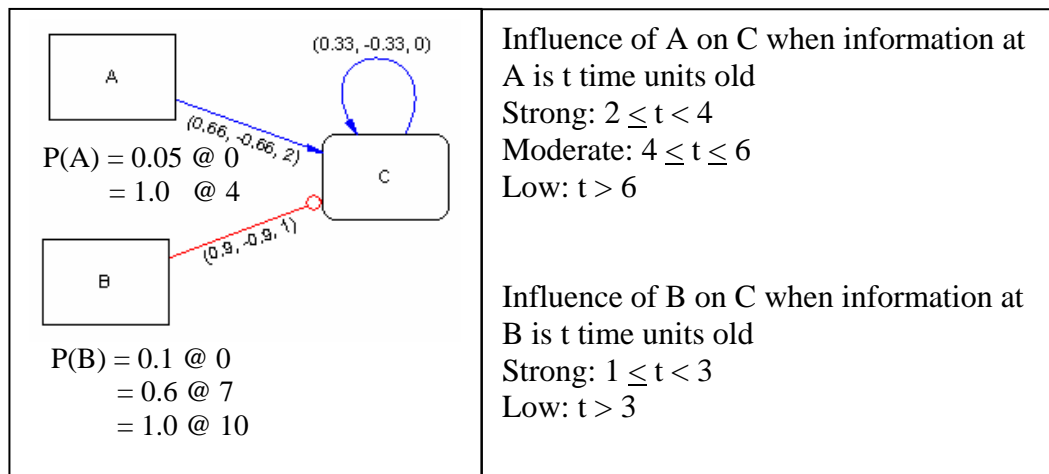 (0.33, -0.33, 0)
A
(0.66, -0.66, 2)
P(A) = 0.05 @ 0
= 1.0 @ 4
C
(0.9, -0.9, 1)
B
P(B) = 0.1 @ 0
= 0.6 @ 7
= 1.0 @ 10
Influence of A on C when information at
A is t time units old
Strong: 2 ≤ t < 4
Moderate: 4 ≤ t ≤ 6
Low: t > 6
Influence of B on C when information at
B is t time units old
Strong: 1 ≤ t < 3
Low: t > 3